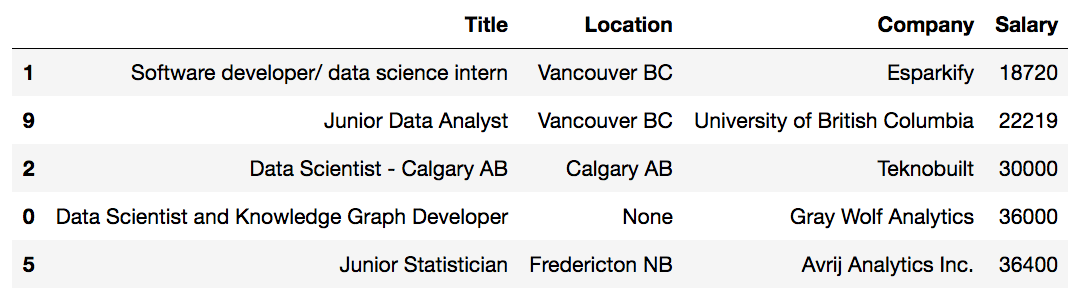 Title Location Company Salary
1 Software developer/ data science intern Vancouver BC Esparkify 18720
9 Junior Data Analyst Vancouver BC University of British Columbia 22219
2 Data Scientist - Calgary AB Calgary AB Teknobuilt 30000
0 Data Scientist and Knowledge Graph Developer None Gray Wolf Analytics 36000
5 Junior Statistician Fredericton NB Avrij Analytics Inc. 36400